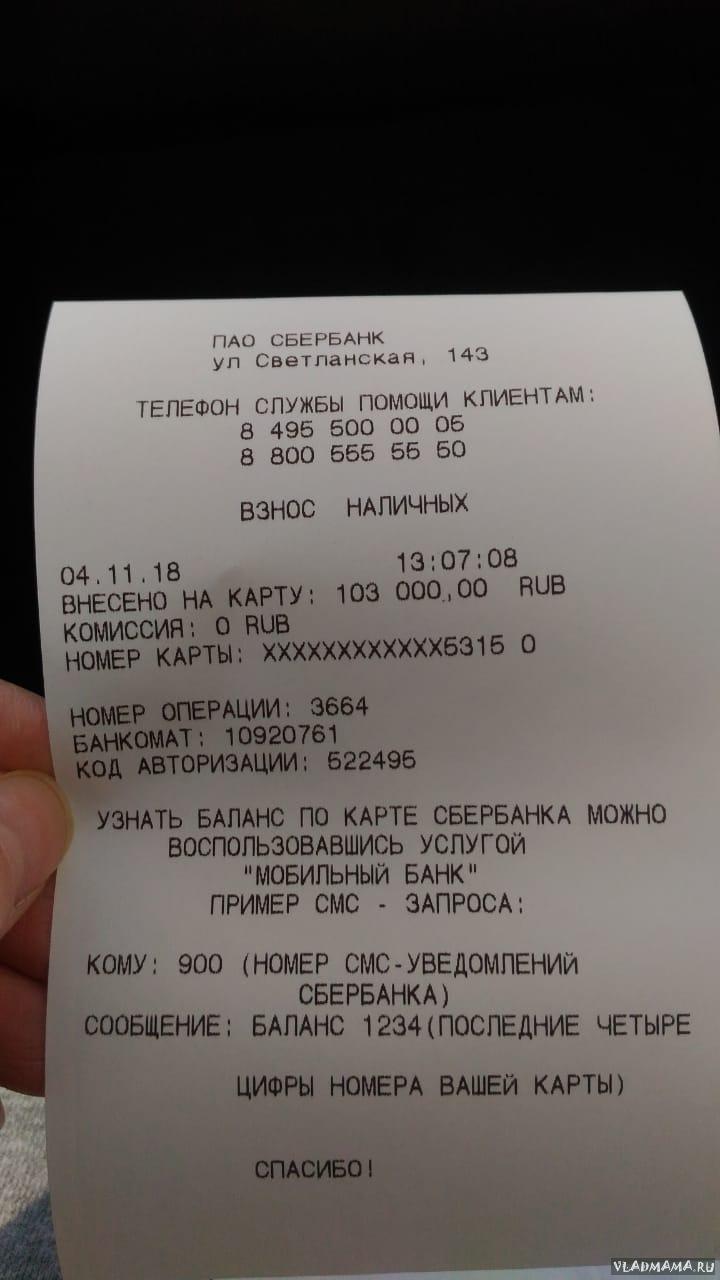 ПАО СБЕРБАНК
ул Светланская, 143
ТЕЛЕФОН СЛУЖБЫ ПОМОЩИ КЛИЕНТАМ:
8 495 500 00 05
8 800 555 55 50
ВЗНОС НАЛИЧНЫХ
04.11.18 13:07:08
ВНЕСЕНО НА КАРТУ: 103 000,00 RUB
КОМИССИЯ: 0 RUB
НОМЕР КАРТЫ: XXXXXXXXXXXX5315 0
НОМЕР ОПЕРАЦИИ: 3664
БАНКОМАТ: 10920761
КОД АВТОРИЗАЦИИ: 522495
УЗНАТЬ БАЛАНС ПО КАРТЕ СБЕРБАНКА МОЖНО
ВОСПОЛЬЗОВАВШИСЬ УСЛУГОЙ
"МОБИЛЬНЫЙ БАНК"
ПРИМЕР СМС - ЗАПРОСА:
КОМУ: 900 (НОМЕР СМС-УВЕДОМЛЕНИЙ
СБЕРБАНКА)
СООБЩЕНИЕ: БАЛАНС 1234(ПОСЛЕДНИЕ ЧЕТЫРЕ
ЦИФРЫ НОМЕРА ВАШЕЙ КАРТЫ)
СПАСИБО!
VLADMAMA.RU